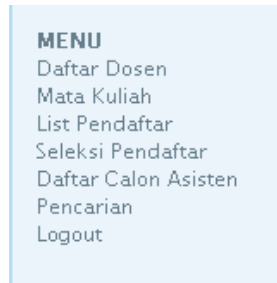 MENU
Daftar Dosen
Mata Kuliah
List Pendaftar
Seleksi Pendaftar
Daftar Calon Asisten
Pencarian
Logout